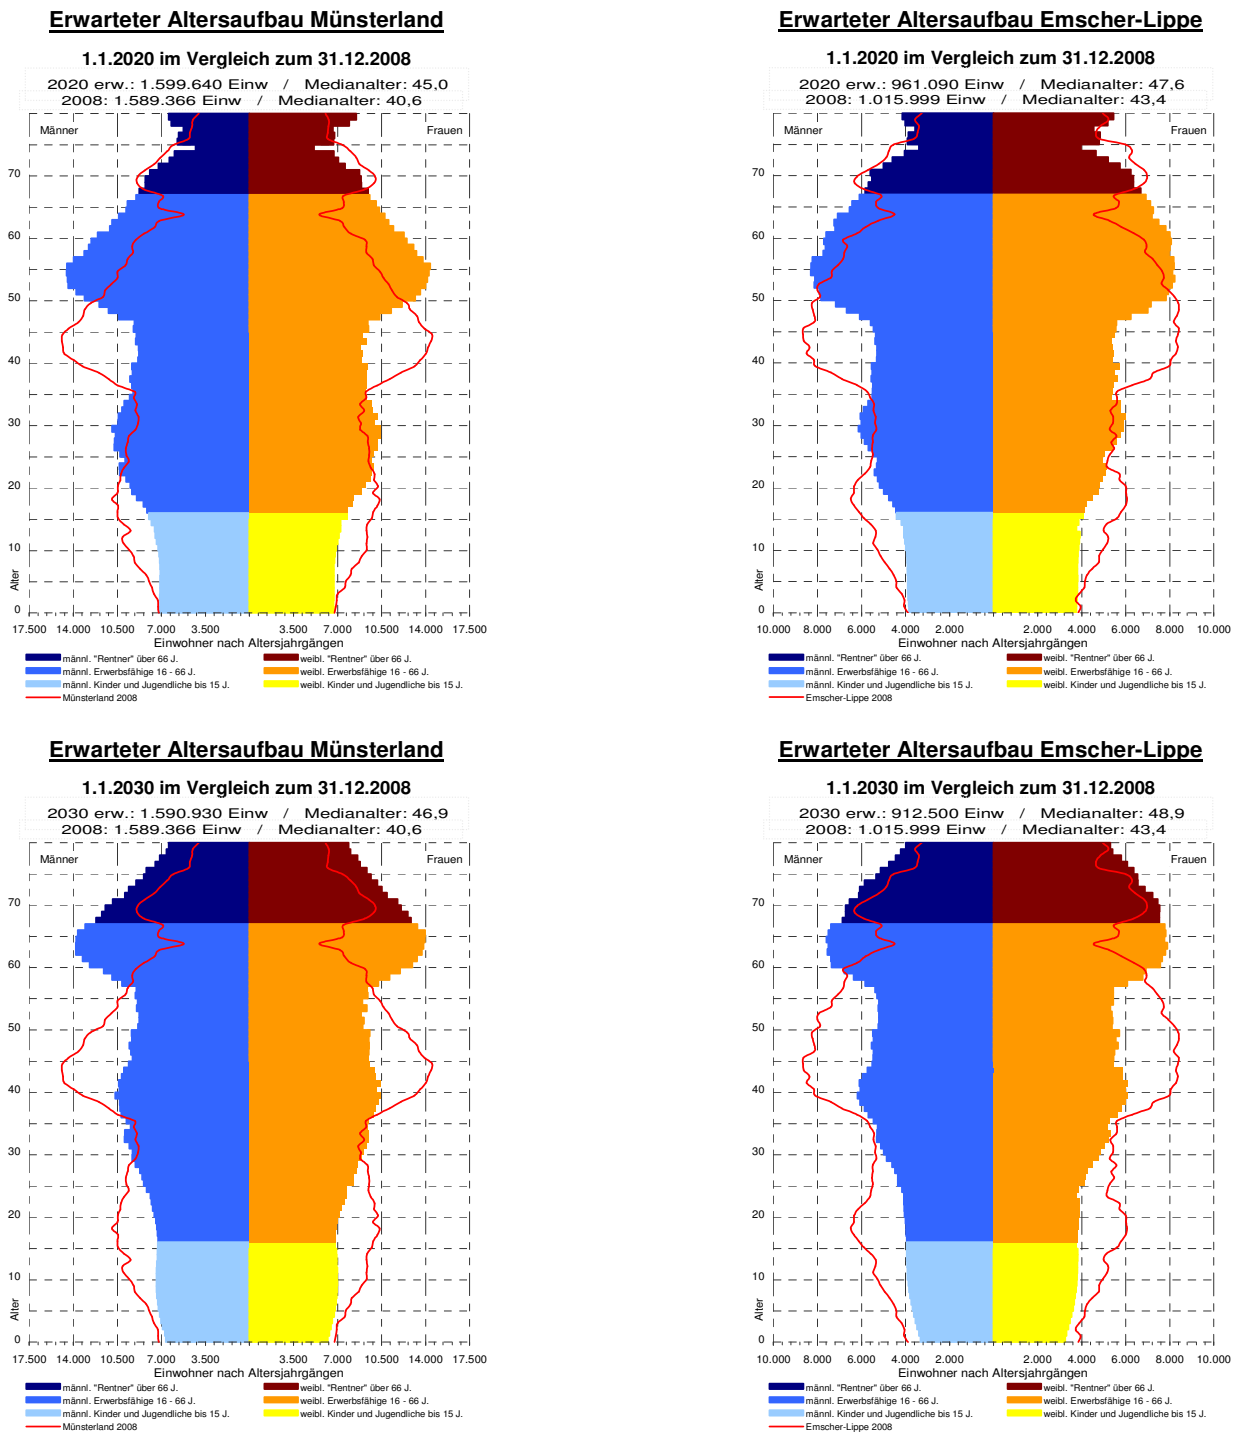 Erwarteter Altersaufbau Münsterland
1.1.2020 im Vergleich zum 31.12.2008
2020 erw.: 1.599.640 Einw / Medianalter: 45,0
2008: 1.589.366 Einw / Medianalter: 40,6
Männer
Frauen
70
60
50
40
30
20
10
0
Alter
17.500 14.000 10.500 7.000 3.500 3.500 7.000 10.500 14.000 17.500
Einwohner nach Altersjahrgängen
männl. "Rentner" über 66 J.
weibl. "Rentner" über 66 J.
männl. Erwerbsfähige 16 - 66 J.
weibl. Erwerbsfähige 16 - 66 J.
männl. Kinder und Jugendliche bis 15 J.
weibl. Kinder und Jugendliche bis 15 J.
Münsterland 2008
Erwarteter Altersaufbau Emscher-Lippe
1.1.2020 im Vergleich zum 31.12.2008
2020 erw.: 961.090 Einw / Medianalter: 47,6
2008: 1.015.999 Einw / Medianalter: 43,4
Männer
Frauen
70
60
50
40
30
20
10
0
Alter
10.000 8.000 6.000 4.000 2.000 2.000 4.000 6.000 8.000 10.000
Einwohner nach Altersjahrgängen
männl. "Rentner" über 66 J.
weibl. "Rentner" über 66 J.
männl. Erwerbsfähige 16 - 66 J.
weibl. Erwerbsfähige 16 - 66 J.
männl. Kinder und Jugendliche bis 15 J.
weibl. Kinder und Jugendliche bis 15 J.
Emscher-Lippe 2008
Erwarteter Altersaufbau Münsterland
1.1.2030 im Vergleich zum 31.12.2008
2030 erw.: 1.590.930 Einw / Medianalter: 46,9
2008: 1.589.366 Einw / Medianalter: 40,6
Männer
Frauen
70
60
50
40
30
20
10
0
Alter
17.500 14.000 10.500 7.000 3.500 3.500 7.000 10.500 14.000 17.500
Einwohner nach Altersjahrgängen
männl. "Rentner" über 66 J.
weibl. "Rentner" über 66 J.
männl. Erwerbsfähige 16 - 66 J.
weibl. Erwerbsfähige 16 - 66 J.
männl. Kinder und Jugendliche bis 15 J.
weibl. Kinder und Jugendliche bis 15 J.
Münsterland 2008
Erwarteter Altersaufbau Emscher-Lippe
1.1.2030 im Vergleich zum 31.12.2008
2030 erw.: 912.500 Einw / Medianalter: 48,9
2008: 1.015.999 Einw / Medianalter: 43,4
Männer
Frauen
70
60
50
40
30
20
10
0
Alter
10.000 8.000 6.000 4.000 2.000 2.000 4.000 6.000 8.000 10.000
Einwohner nach Altersjahrgängen
männl. "Rentner" über 66 J.
weibl. "Rentner" über 66 J.
männl. Erwerbsfähige 16 - 66 J.
weibl. Erwerbsfähige 16 - 66 J.
männl. Kinder und Jugendliche bis 15 J.
weibl. Kinder und Jugendliche bis 15 J.
Emscher-Lippe 2008